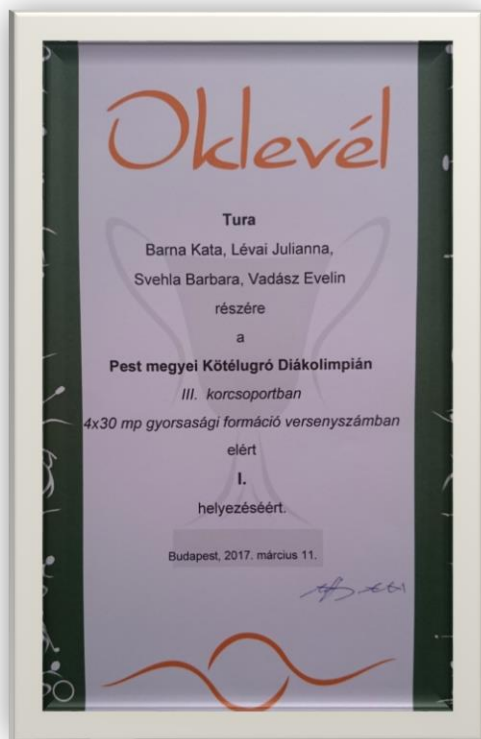 Oklevél
Tura
Barna Kata, Lévai Julianna,
Svehla Barbara, Vadász Evelin
részére
a
Pest megyei Kötélugró Diákolimpián
III. korcsoportban
4x30 mp gyorsasági formáció versenyszámban
elért
I.
helyezéséért.
Budapest, 2017. március 11.